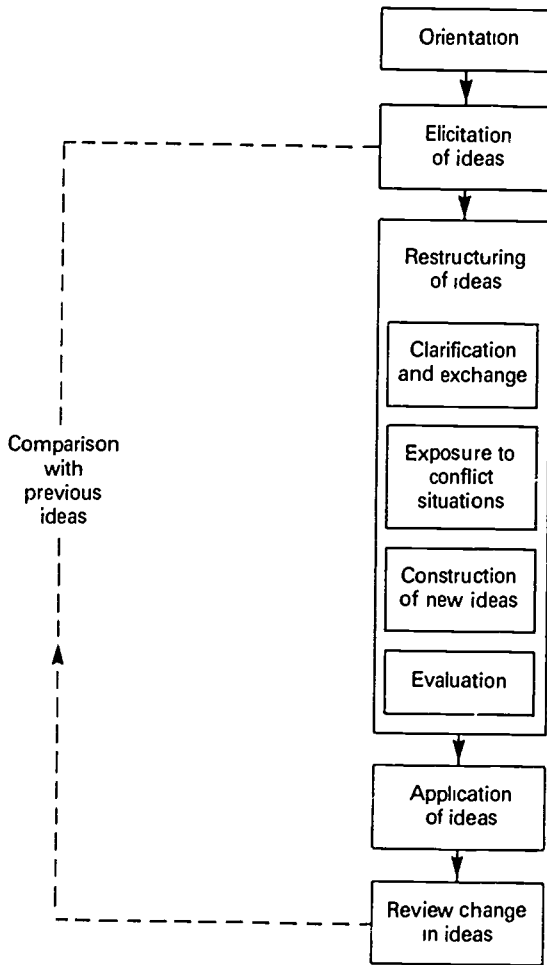 Orientation
Elicitation
of ideas
Restructuring
of ideas
Clarification
and exchange
Comparison
with
previous
ideas
Exposure to
conflict
situations
Construction
of new ideas
Evaluation
Application
of ideas
Review change
in ideas